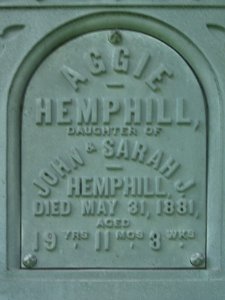 AGGIE
HEMPHILL,
DAUGHTER OF
JOHN & SARAH J.
HEMPHILL,
DIED MAY 31, 1881,
AGED
19 YRS, 11 MOS 3 WKS